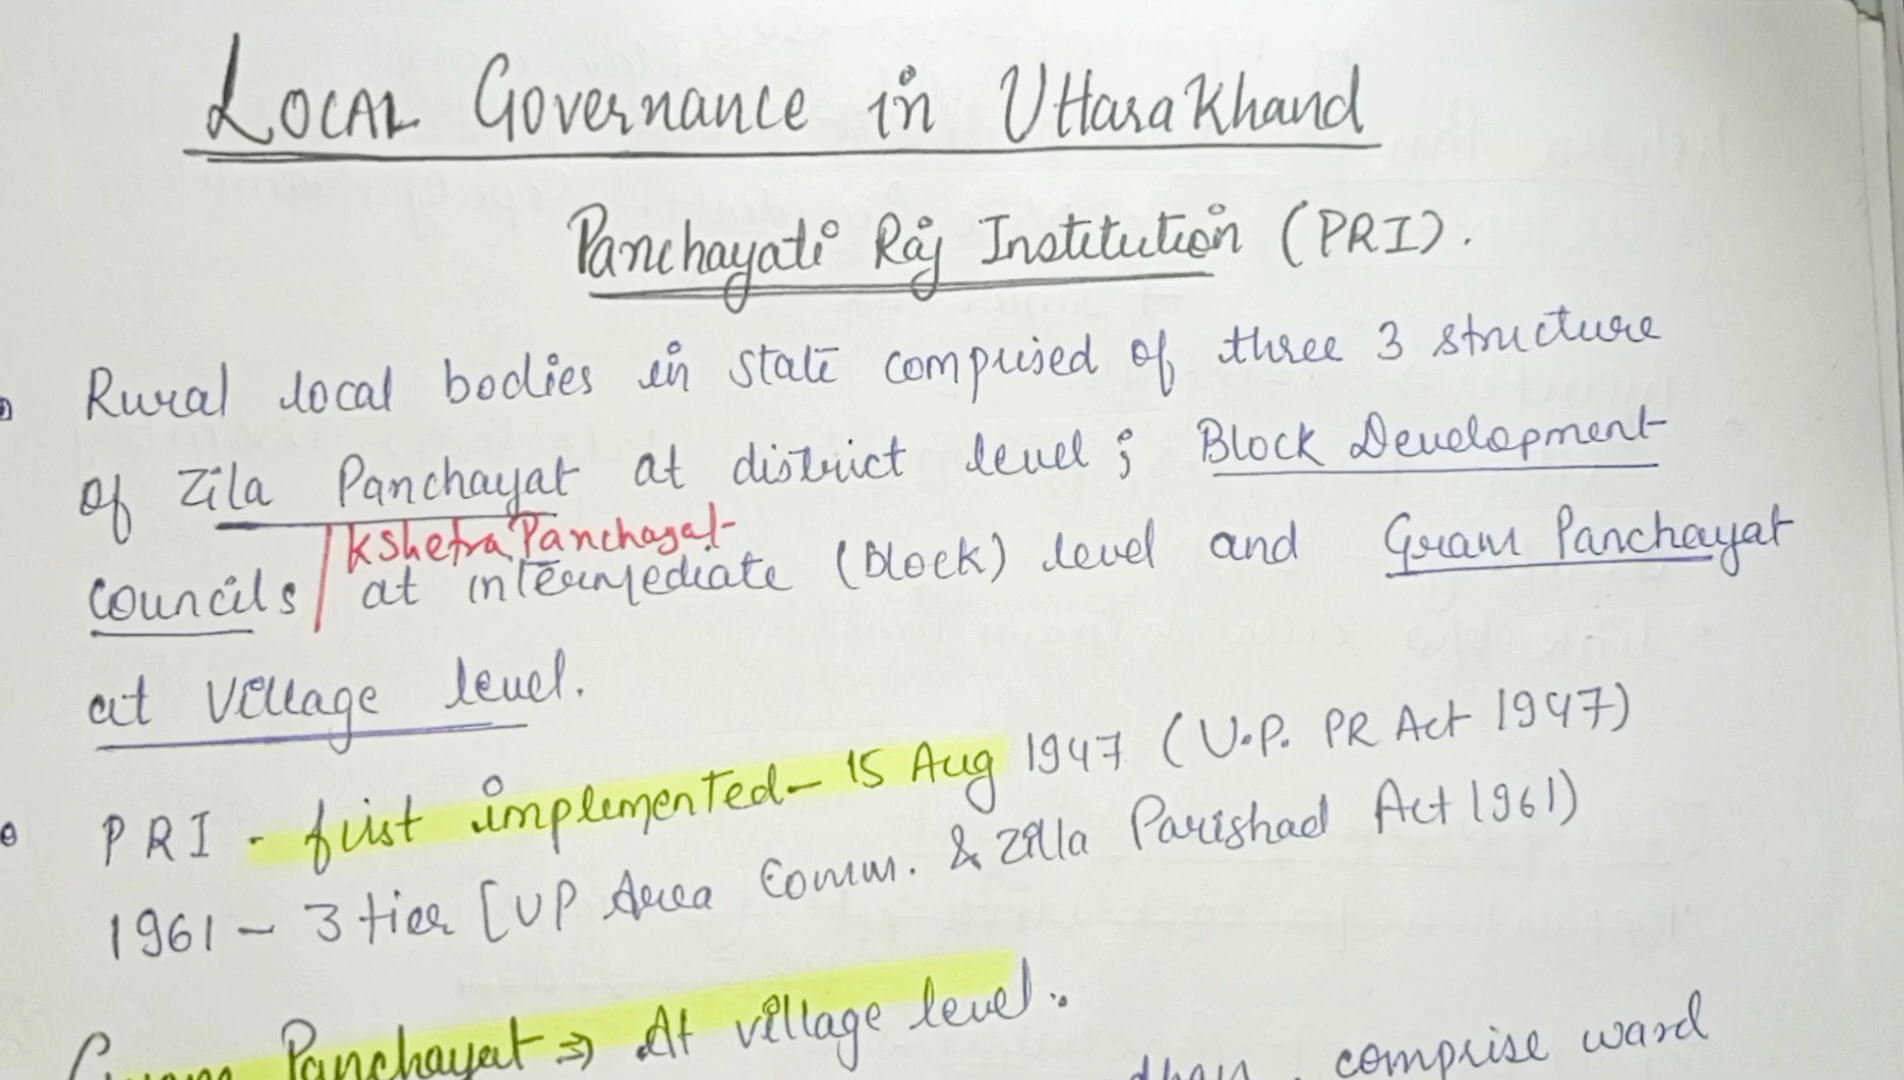 LOCAL Governance in Uttarakhand
Panchayati Raj Institution (PRI).
Rural local bodies in state comprised of three 3 structure
of Zila Panchayat at district level; Block Development
Kshetra Panchayat
councils / at intermediate (Block) level and Gram Panchayat
at Village level.
PRI - first implemented - 15 Aug 1947 (U.P. PR Act 1947)
1961 - 3 tier [UP Area Comm. & Zilla Parishad Act 1961)
Panchayat ⇒ At village level.
comprise ward